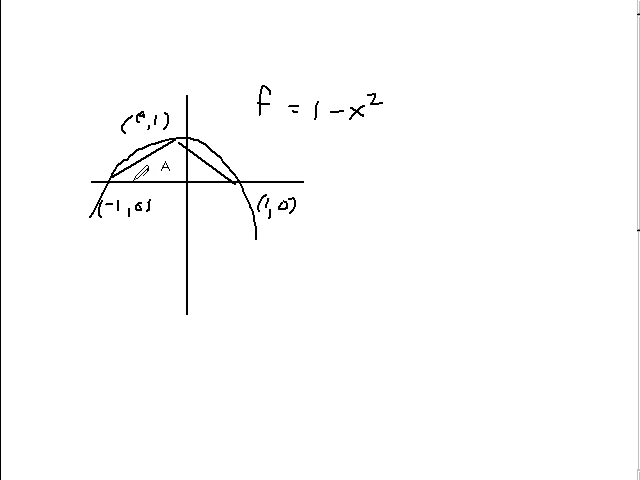 f = 1 - x²
(0,1)
A
(-1,0)
(1,0)